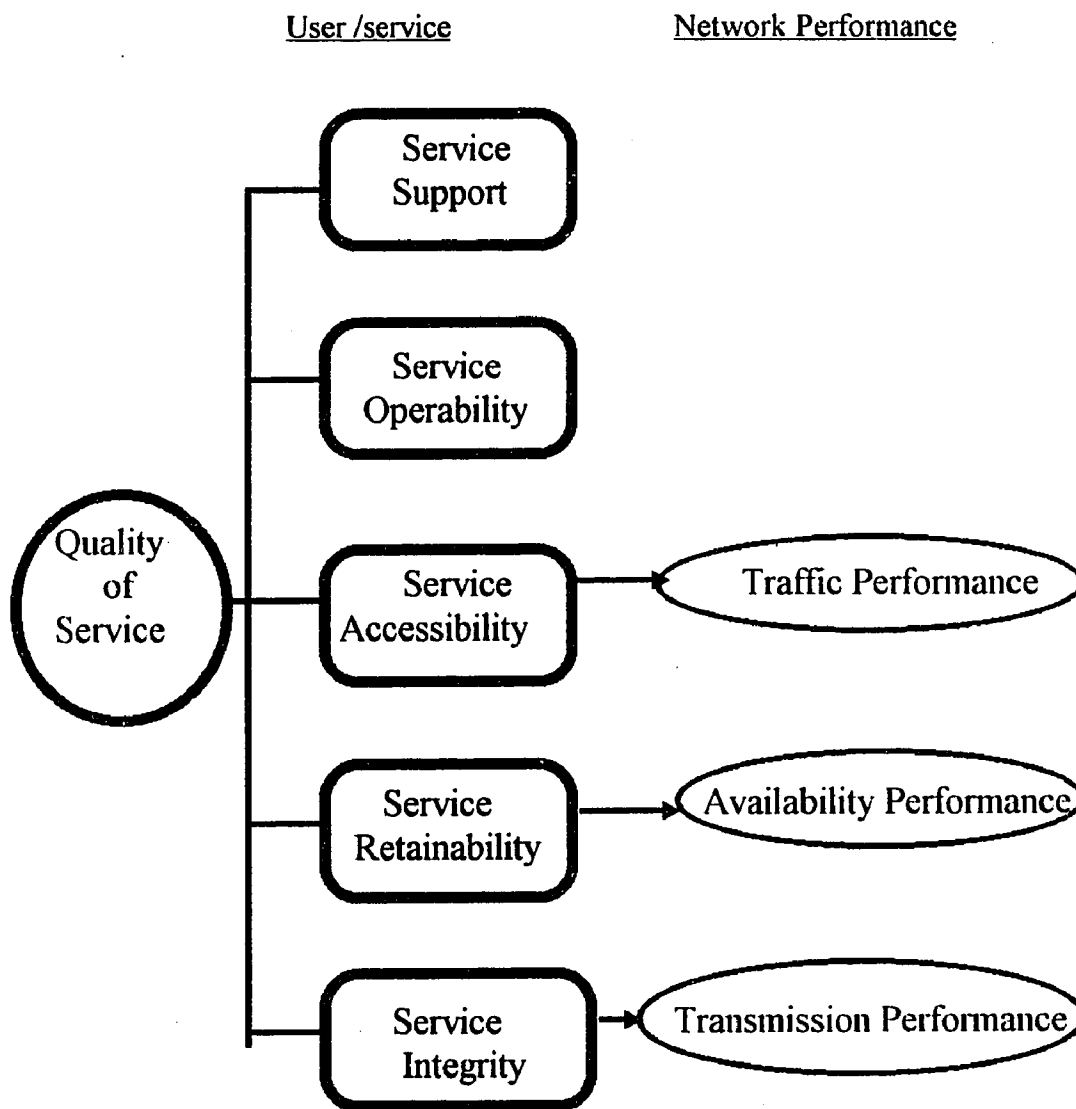 User /service
Network Performance
Service
Support
Service
Operability
Quality
of
Service
Service
Accessibility
Traffic Performance
Service
Retainability
Availability Performance
Service
Integrity
Transmission Performance